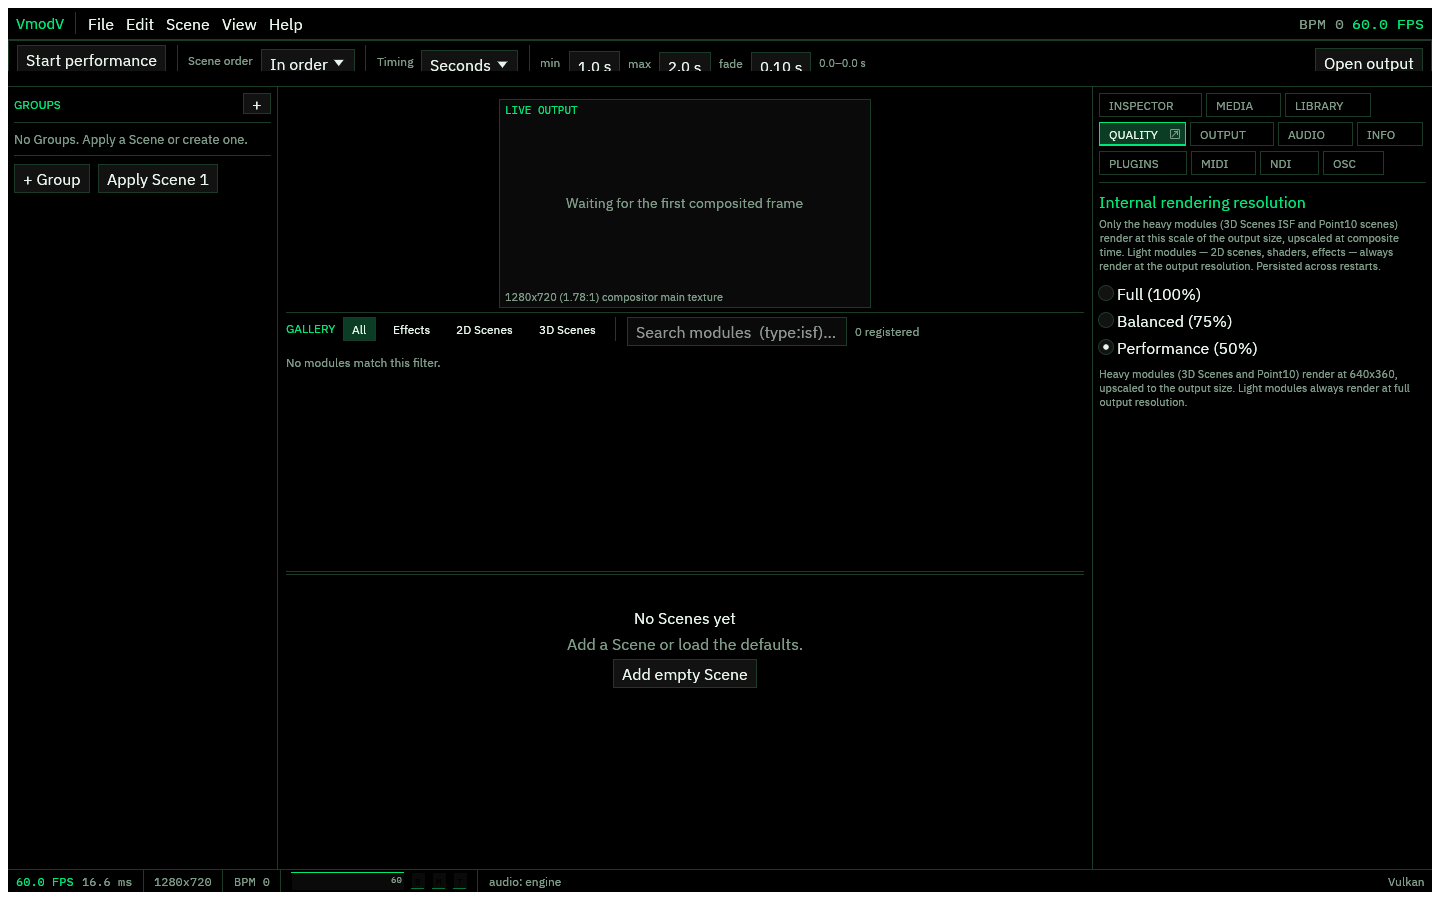 VmodV File Edit Scene View Help BPM 0 60.0 FPS
Start performance Scene order In order Timing Seconds min 1.0 s max 2.0 s fade 0.10 s 0.0–0.0 s Open output
GROUPS +
No Groups. Apply a Scene or create one.
+ Group Apply Scene 1
LIVE OUTPUT
Waiting for the first composited frame
1280x720 (1.78:1) compositor main texture
GALLERY All Effects 2D Scenes 3D Scenes Search modules (type:isf)... 0 registered
No modules match this filter.
No Scenes yet
Add a Scene or load the defaults.
Add empty Scene
INSPECTOR MEDIA LIBRARY
QUALITY OUTPUT AUDIO INFO
PLUGINS MIDI NDI OSC
Internal rendering resolution
Only the heavy modules (3D Scenes ISF and Point10 scenes)
render at this scale of the output size, upscaled at composite
time. Light modules — 2D scenes, shaders, effects — always
render at the output resolution. Persisted across restarts.
Full (100%)
Balanced (75%)
Performance (50%)
Heavy modules (3D Scenes and Point10) render at 640x360,
upscaled to the output size. Light modules always render at full
output resolution.
60.0 FPS 16.6 ms 1280x720 BPM 0 60 audio: engine Vulkan